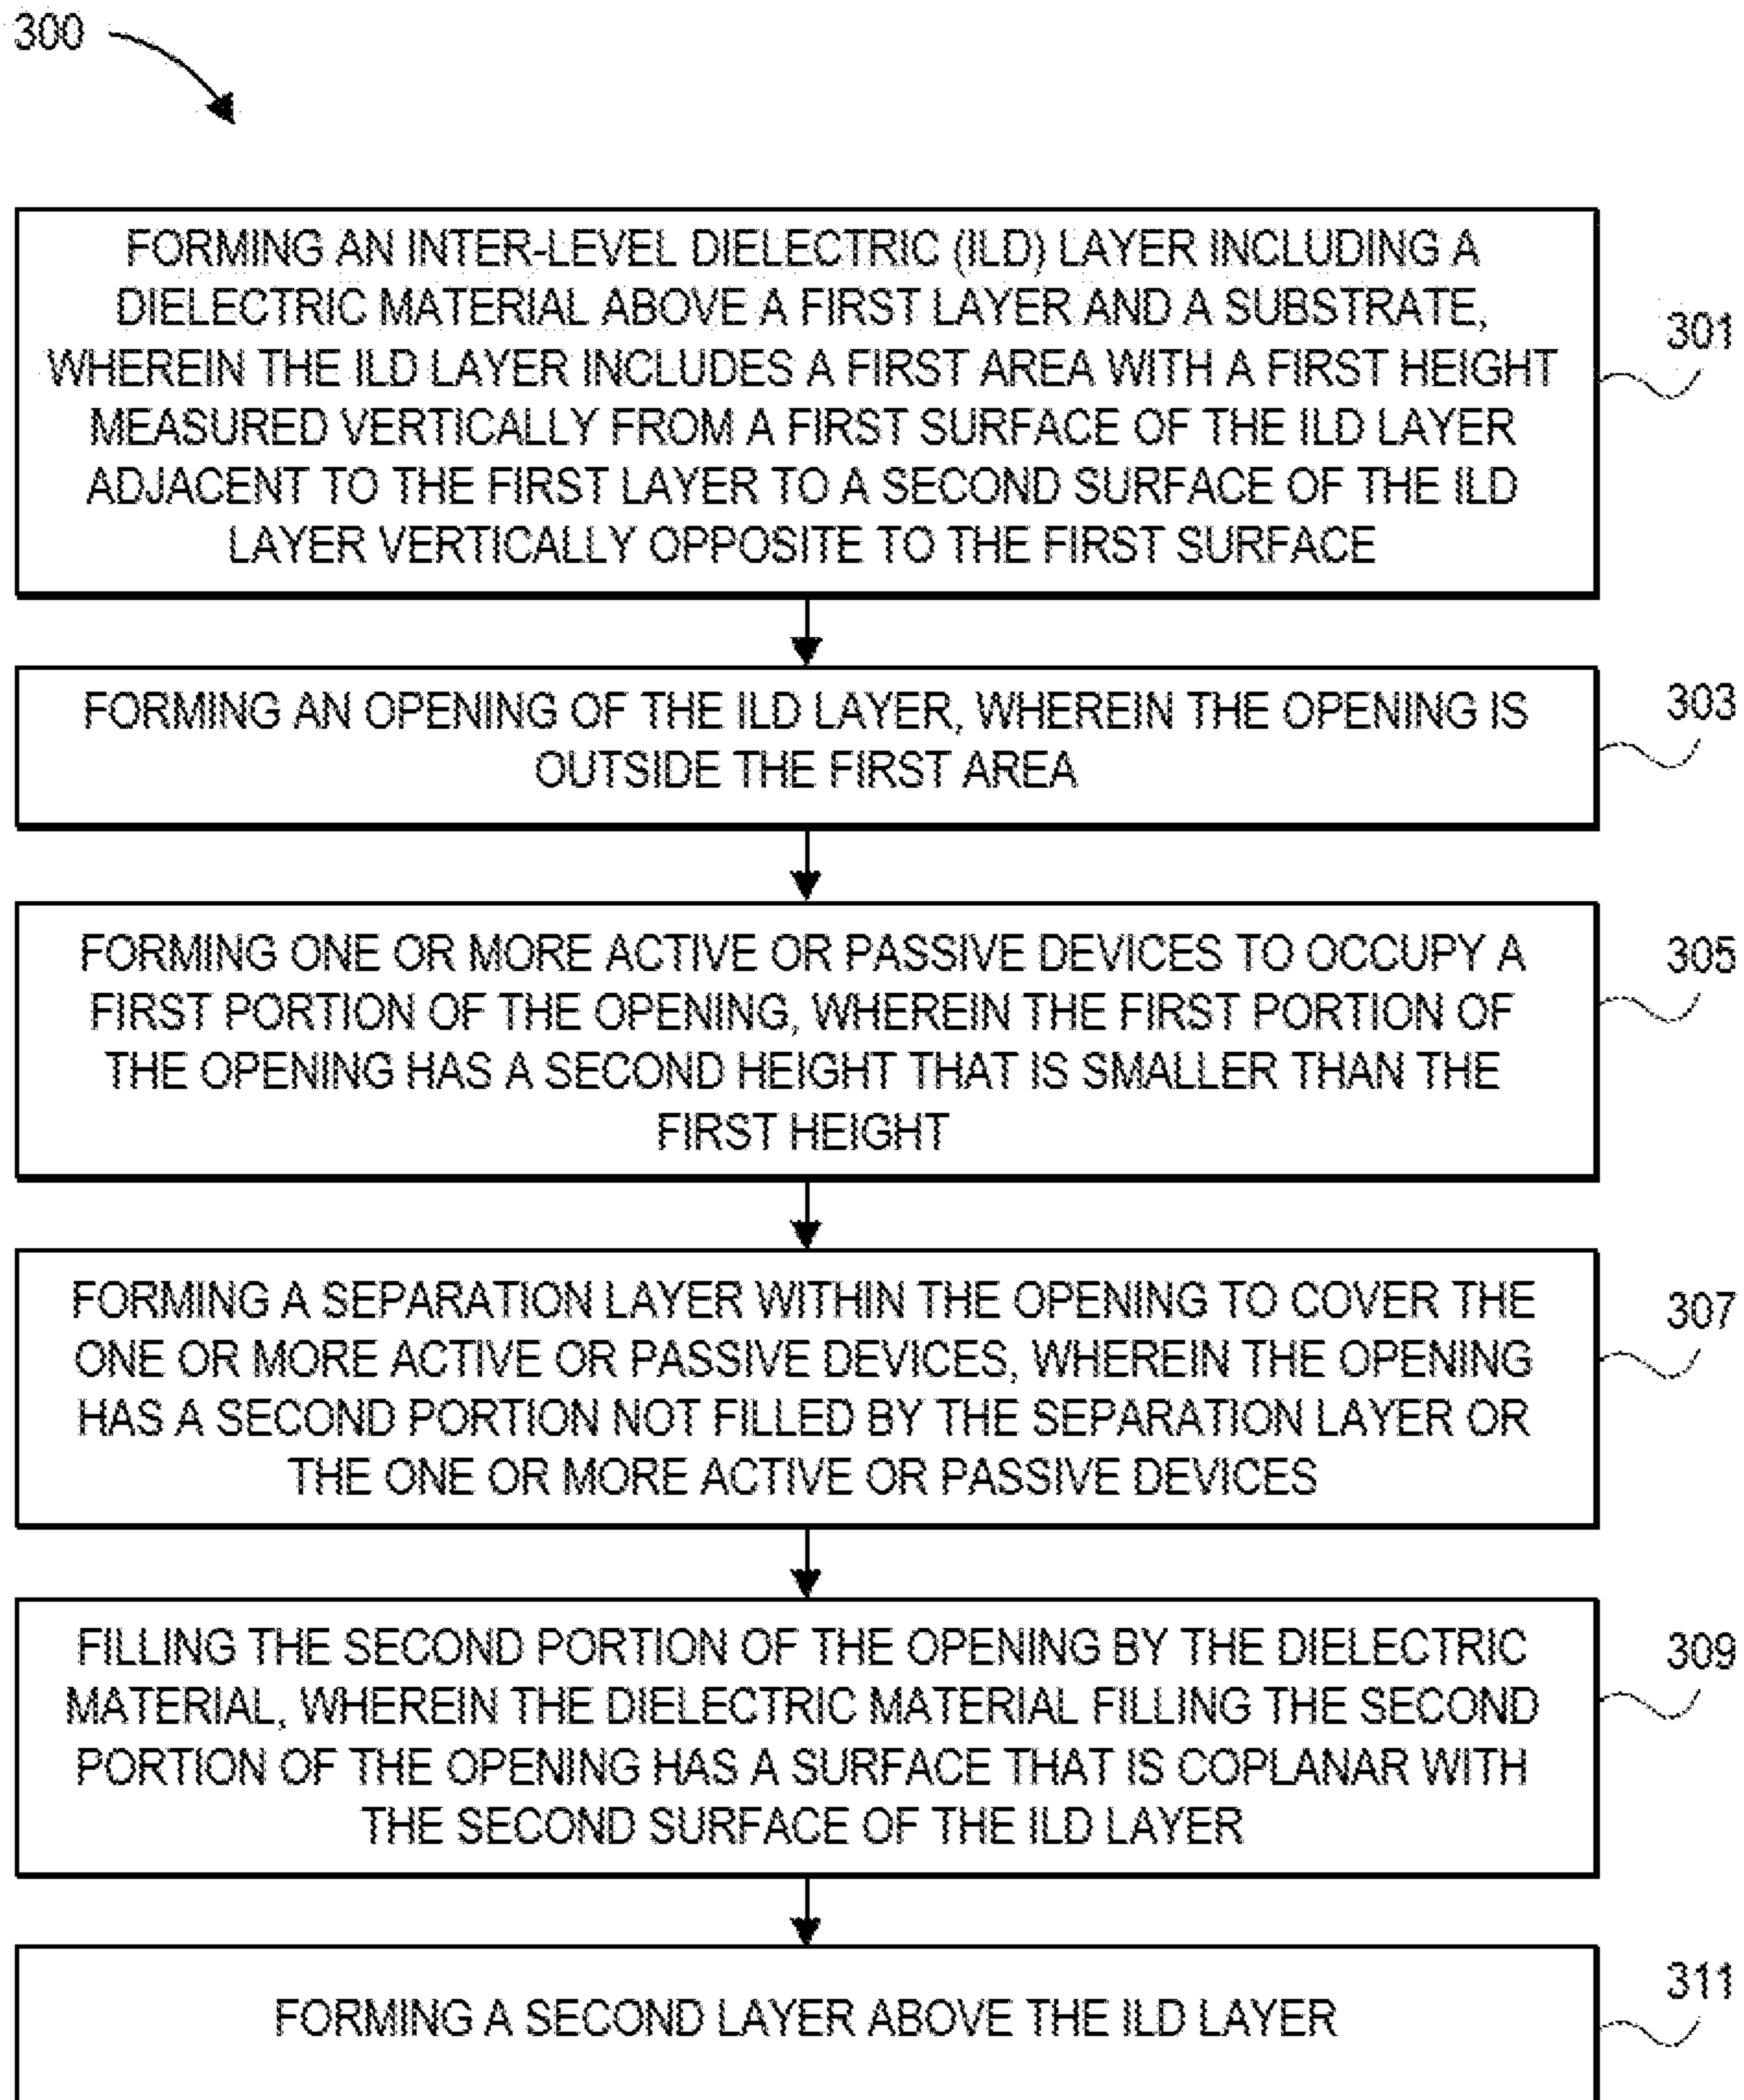 300
FORMING AN INTER-LEVEL DIELECTRIC (ILD) LAYER INCLUDING A
DIELECTRIC MATERIAL ABOVE A FIRST LAYER AND A SUBSTRATE,
WHEREIN THE ILD LAYER INCLUDES A FIRST AREA WITH A FIRST HEIGHT
MEASURED VERTICALLY FROM A FIRST SURFACE OF THE ILD LAYER
ADJACENT TO THE FIRST LAYER TO A SECOND SURFACE OF THE ILD
LAYER VERTICALLY OPPOSITE TO THE FIRST SURFACE
301
FORMING AN OPENING OF THE ILD LAYER, WHEREIN THE OPENING IS
OUTSIDE THE FIRST AREA
303
FORMING ONE OR MORE ACTIVE OR PASSIVE DEVICES TO OCCUPY A
FIRST PORTION OF THE OPENING, WHEREIN THE FIRST PORTION OF
THE OPENING HAS A SECOND HEIGHT THAT IS SMALLER THAN THE
FIRST HEIGHT
305
FORMING A SEPARATION LAYER WITHIN THE OPENING TO COVER THE
ONE OR MORE ACTIVE OR PASSIVE DEVICES, WHEREIN THE OPENING
HAS A SECOND PORTION NOT FILLED BY THE SEPARATION LAYER OR
THE ONE OR MORE ACTIVE OR PASSIVE DEVICES
307
FILLING THE SECOND PORTION OF THE OPENING BY THE DIELECTRIC
MATERIAL, WHEREIN THE DIELECTRIC MATERIAL FILLING THE SECOND
PORTION OF THE OPENING HAS A SURFACE THAT IS COPLANAR WITH
THE SECOND SURFACE OF THE ILD LAYER
309
FORMING A SECOND LAYER ABOVE THE ILD LAYER
311